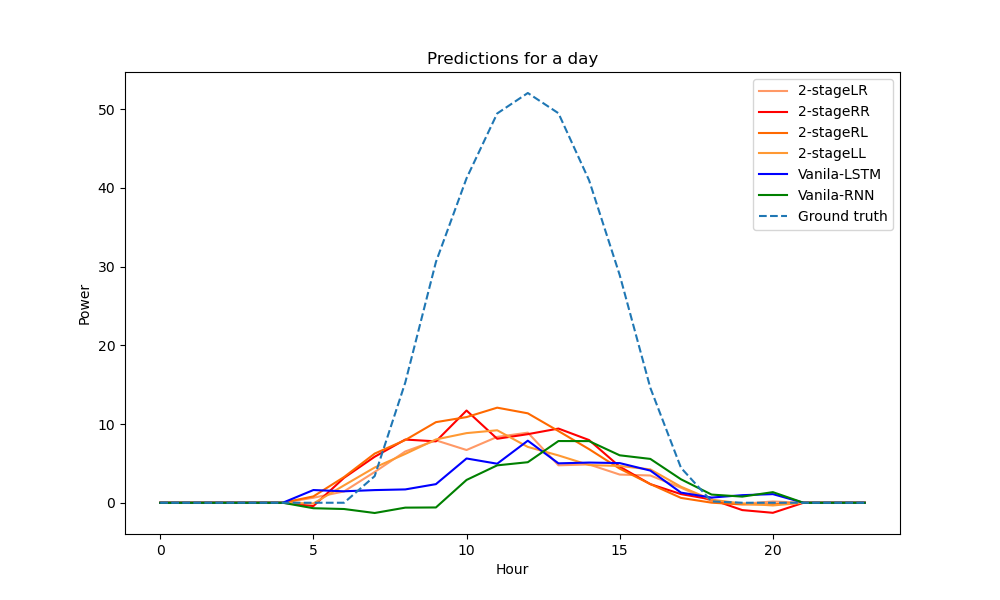 Predictions for a day
Power
50
40
30
20
10
0
0
5
10
15
20
Hour
2-stageLR
2-stageRR
2-stageRL
2-stageLL
Vanila-LSTM
Vanila-RNN
Ground truth